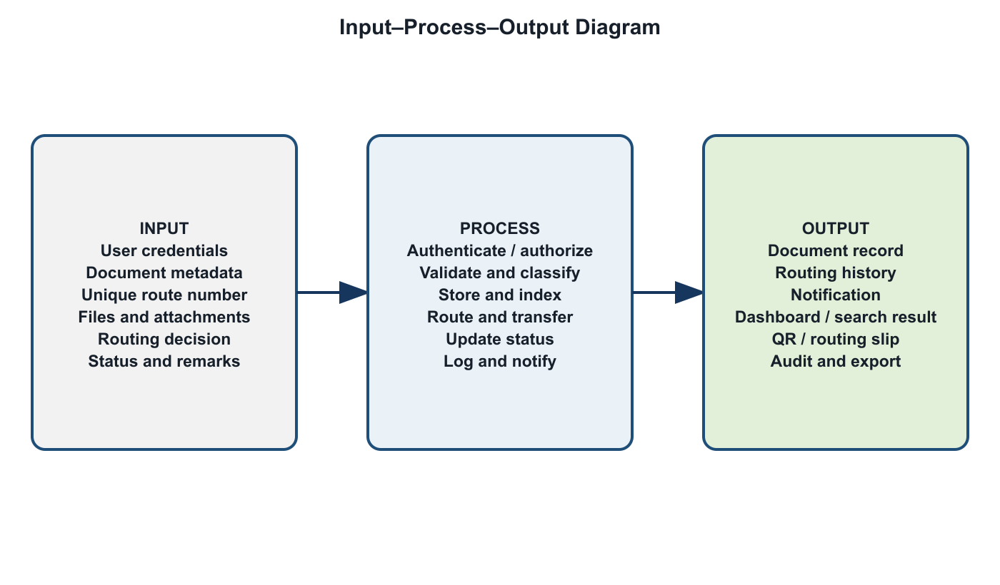 Input–Process–Output Diagram
INPUT
User credentials
Document metadata
Unique route number
Files and attachments
Routing decision
Status and remarks
PROCESS
Authenticate / authorize
Validate and classify
Store and index
Route and transfer
Update status
Log and notify
OUTPUT
Document record
Routing history
Notification
Dashboard / search result
QR / routing slip
Audit and export